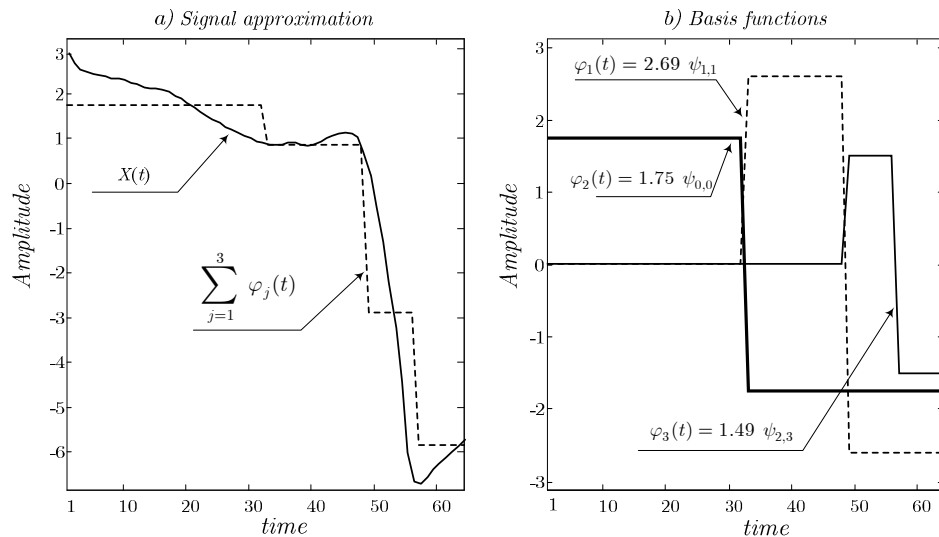 a) Signal approximation
3
2
1
0
-1
-2
-3
-4
-5
-6
Amplitude
X(t)
3
∑ φ_j(t)
j=1
1 10 20 30 40 50 60
time
b) Basis functions
3
2
1
0
-1
-2
-3
Amplitude
φ₁(t) = 2.69 ψ₁,₁
φ₂(t) = 1.75 ψ₀,₀
φ₃(t) = 1.49 ψ₂,₃
1 10 20 30 40 50 60
time